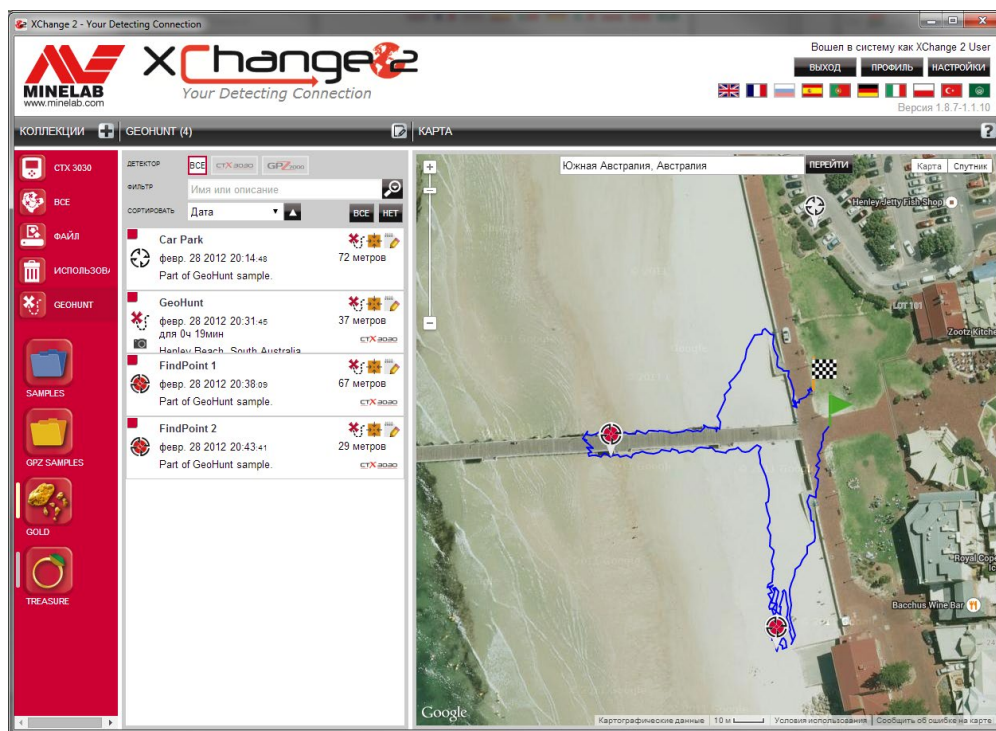 XChange 2 - Your Detecting Connection
MINELAB
www.minelab.com
XChange2
Your Detecting Connection
Вошел в систему как XChange 2 User
ВЫХОД ПРОФИЛЬ НАСТРОЙКИ
Версия 1.8.7-1.1.10
КОЛЛЕКЦИИ
GEOHUNT (4)
КАРТА
?
CTX 3030
ВСЕ
ФАЙЛ
ИСПОЛЬЗОВА
GEOHUNT
SAMPLES
GPZ SAMPLES
GOLD
TREASURE
ДЕТЕКТОР ВСЕ CTX 3030 GPZ 7000
ФИЛЬТР Имя или описание
СОРТИРОВАТЬ Дата ВСЕ НЕТ
Car Park
февр. 28 2012 20:14:48 72 метров
Part of GeoHunt sample.
GeoHunt
февр. 28 2012 20:31:45 37 метров
для 0ч 19мин CTX 3030
Henley Beach, South Australia
FindPoint 1
февр. 28 2012 20:38:09 67 метров
Part of GeoHunt sample. CTX 3030
FindPoint 2
февр. 28 2012 20:43:41 29 метров
Part of GeoHunt sample. CTX 3030
Южная Австралия, Австралия ПЕРЕЙТИ
Карта Спутник
Henley Jetty Fish Shop
LOT 101
Zootz Kitche
Royal Cope
Bacchus Wine Bar
Google
Картографические данные 10 м Условия использования Сообщить об ошибке на карте